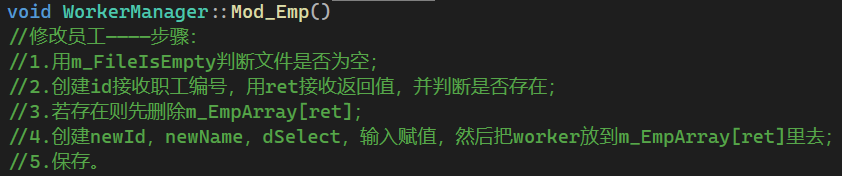 void WorkerManager::Mod_Emp()
//修改员工————步骤：
//1.用m_FileIsEmpty判断文件是否为空；
//2.创建id接收职工编号，用ret接收返回值，并判断是否存在；
//3.若存在则先删除m_EmpArray[ret]；
//4.创建newId，newName，dSelect，输入赋值，然后把worker放到m_EmpArray[ret]里去；
//5.保存。